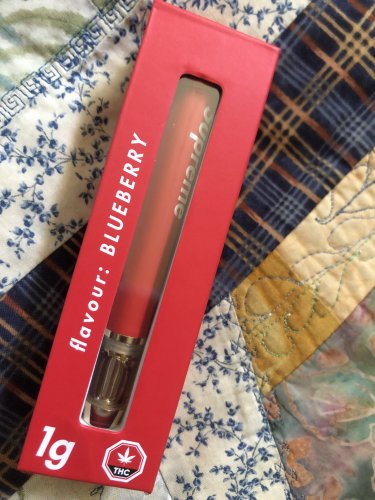 supreme
flavour: BLUEBERRY
1g
THC